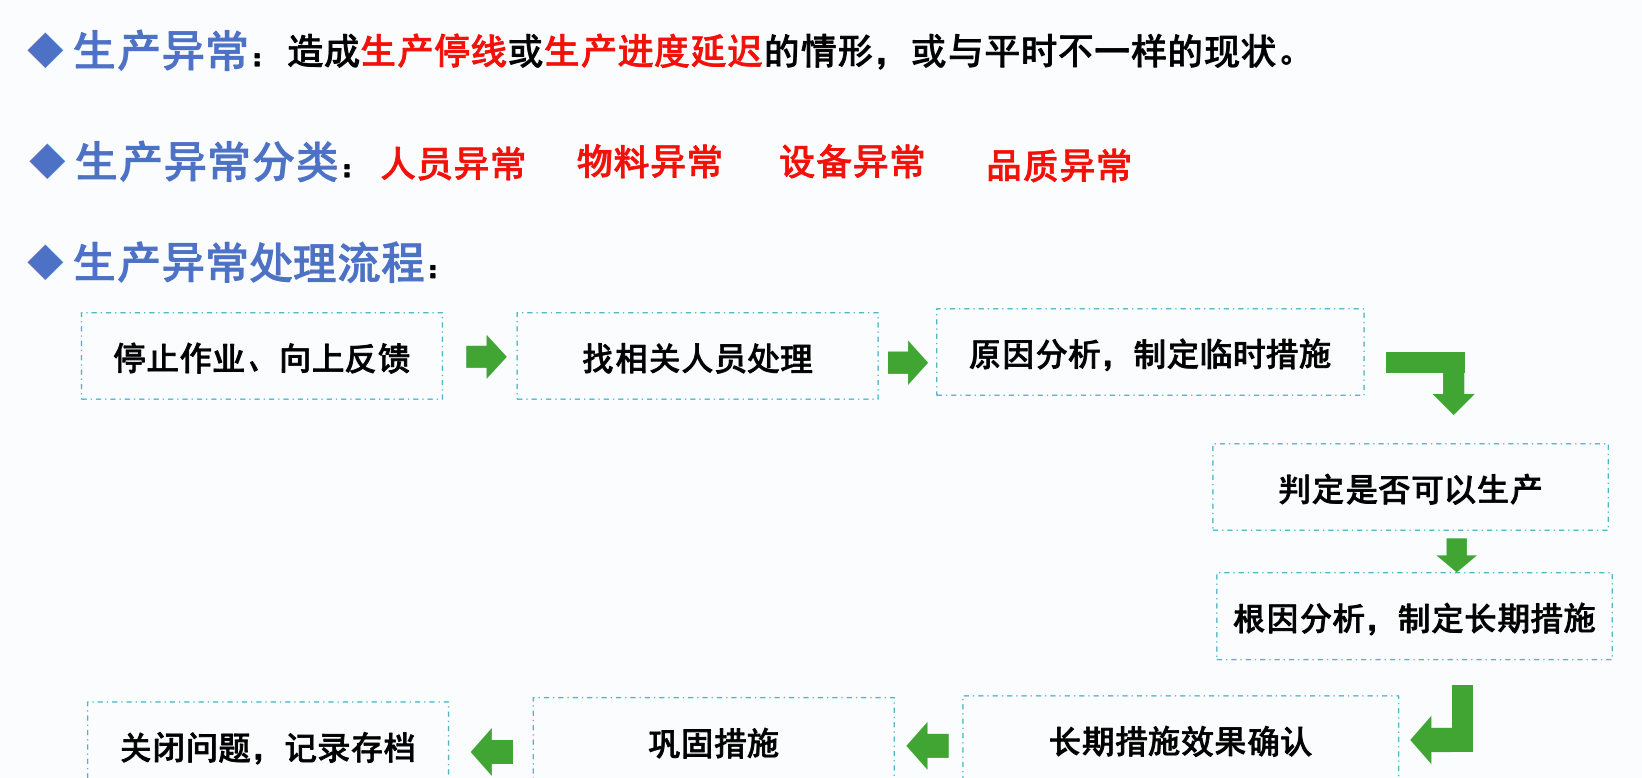 生产异常：造成生产停线或生产进度延迟的情形，或与平时不一样的现状。
生产异常分类：人员异常 物料异常 设备异常 品质异常
生产异常处理流程：
停止作业、向上反馈
找相关人员处理
原因分析，制定临时措施
判定是否可以生产
根因分析，制定长期措施
长期措施效果确认
巩固措施
关闭问题，记录存档